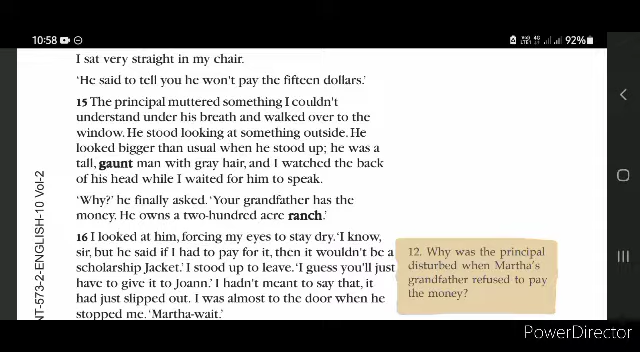 10:58
92%
I sat very straight in my chair.
'He said to tell you he won't pay the fifteen dollars.'
15 The principal muttered something I couldn't
understand under his breath and walked over to the
window. He stood looking at something outside. He
looked bigger than usual when he stood up; he was a
tall, gaunt man with gray hair, and I watched the back
of his head while I waited for him to speak.
'Why?' he finally asked. 'Your grandfather has the
money. He owns a two-hundred acre ranch.'
16 I looked at him, forcing my eyes to stay dry. 'I know,
sir, but he said if I had to pay for it, then it wouldn't be a
scholarship Jacket.' I stood up to leave. 'I guess you'll just
have to give it to Joann.' I hadn't meant to say that, it
had just slipped out. I was almost to the door when he
stopped me. 'Martha-wait.'
12. Why was the principal
disturbed when Martha's
grandfather refused to pay
the money?
NT-573-2-ENGLISH-10 Vol-2
PowerDirector